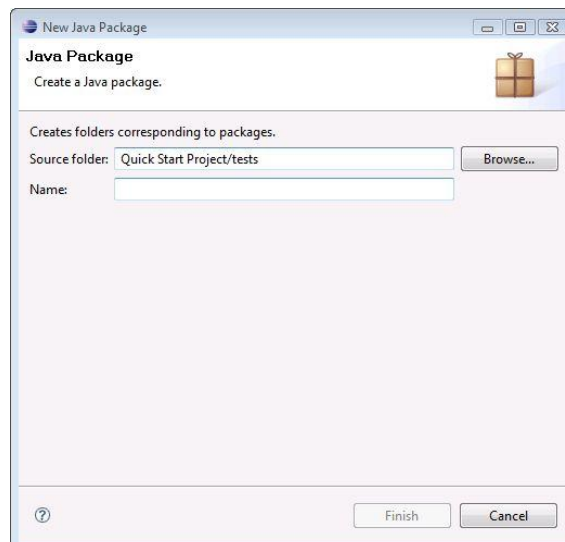 New Java Package
Java Package
Create a Java package.
Creates folders corresponding to packages.
Source folder: Quick Start Project/tests Browse...
Name:
? Finish Cancel